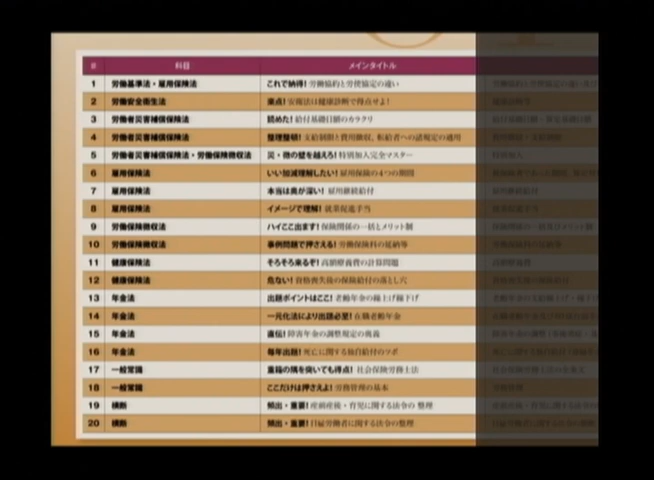 # 科目 メインタイトル
1 労働基準法・雇用保険法 これで納得! 労働協約と労使協定の違い
2 労働安全衛生法 楽点! 安衛法は健康診断で得点せよ!
3 労働者災害補償保険法 読めた! 給付基礎日額のカラクリ
4 労働者災害補償保険法 整理整頓! 支給制限と費用徴収、転給者への諸規定の適用
5 労働者災害補償保険法・労働保険徴収法 災・徴の壁を越えろ! 特別加入完全マスター
6 雇用保険法 いい加減理解したい! 雇用保険の4つの期間
7 雇用保険法 本当は奥が深い! 雇用継続給付
8 雇用保険法 イメージで理解! 就業促進手当
9 労働保険徴収法 ハイここ出ます! 保険関係の一括とメリット制
10 労働保険徴収法 事例問題で押さえる! 労働保険料の延納等
11 健康保険法 そろそろ来るぞ! 高額療養費の計算問題
12 健康保険法 危ない! 資格喪失後の保険給付の落とし穴
13 年金法 出題ポイントはここ! 老齢年金の繰上げ繰下げ
14 年金法 一元化法により出題必至! 在職老齢年金
15 年金法 直伝! 障害年金の調整規定の奥義
16 年金法 毎年出題! 死亡に関する独自給付のツボ
17 一般常識 重箱の隅を突いても得点! 社会保険労務士法
18 一般常識 ここだけは押さえよ! 労務管理の基本
19 横断 頻出・重要! 産前産後・育児に関する法令の 整理
20 横断 頻出・重要! 日雇労働者に関する法令の整理